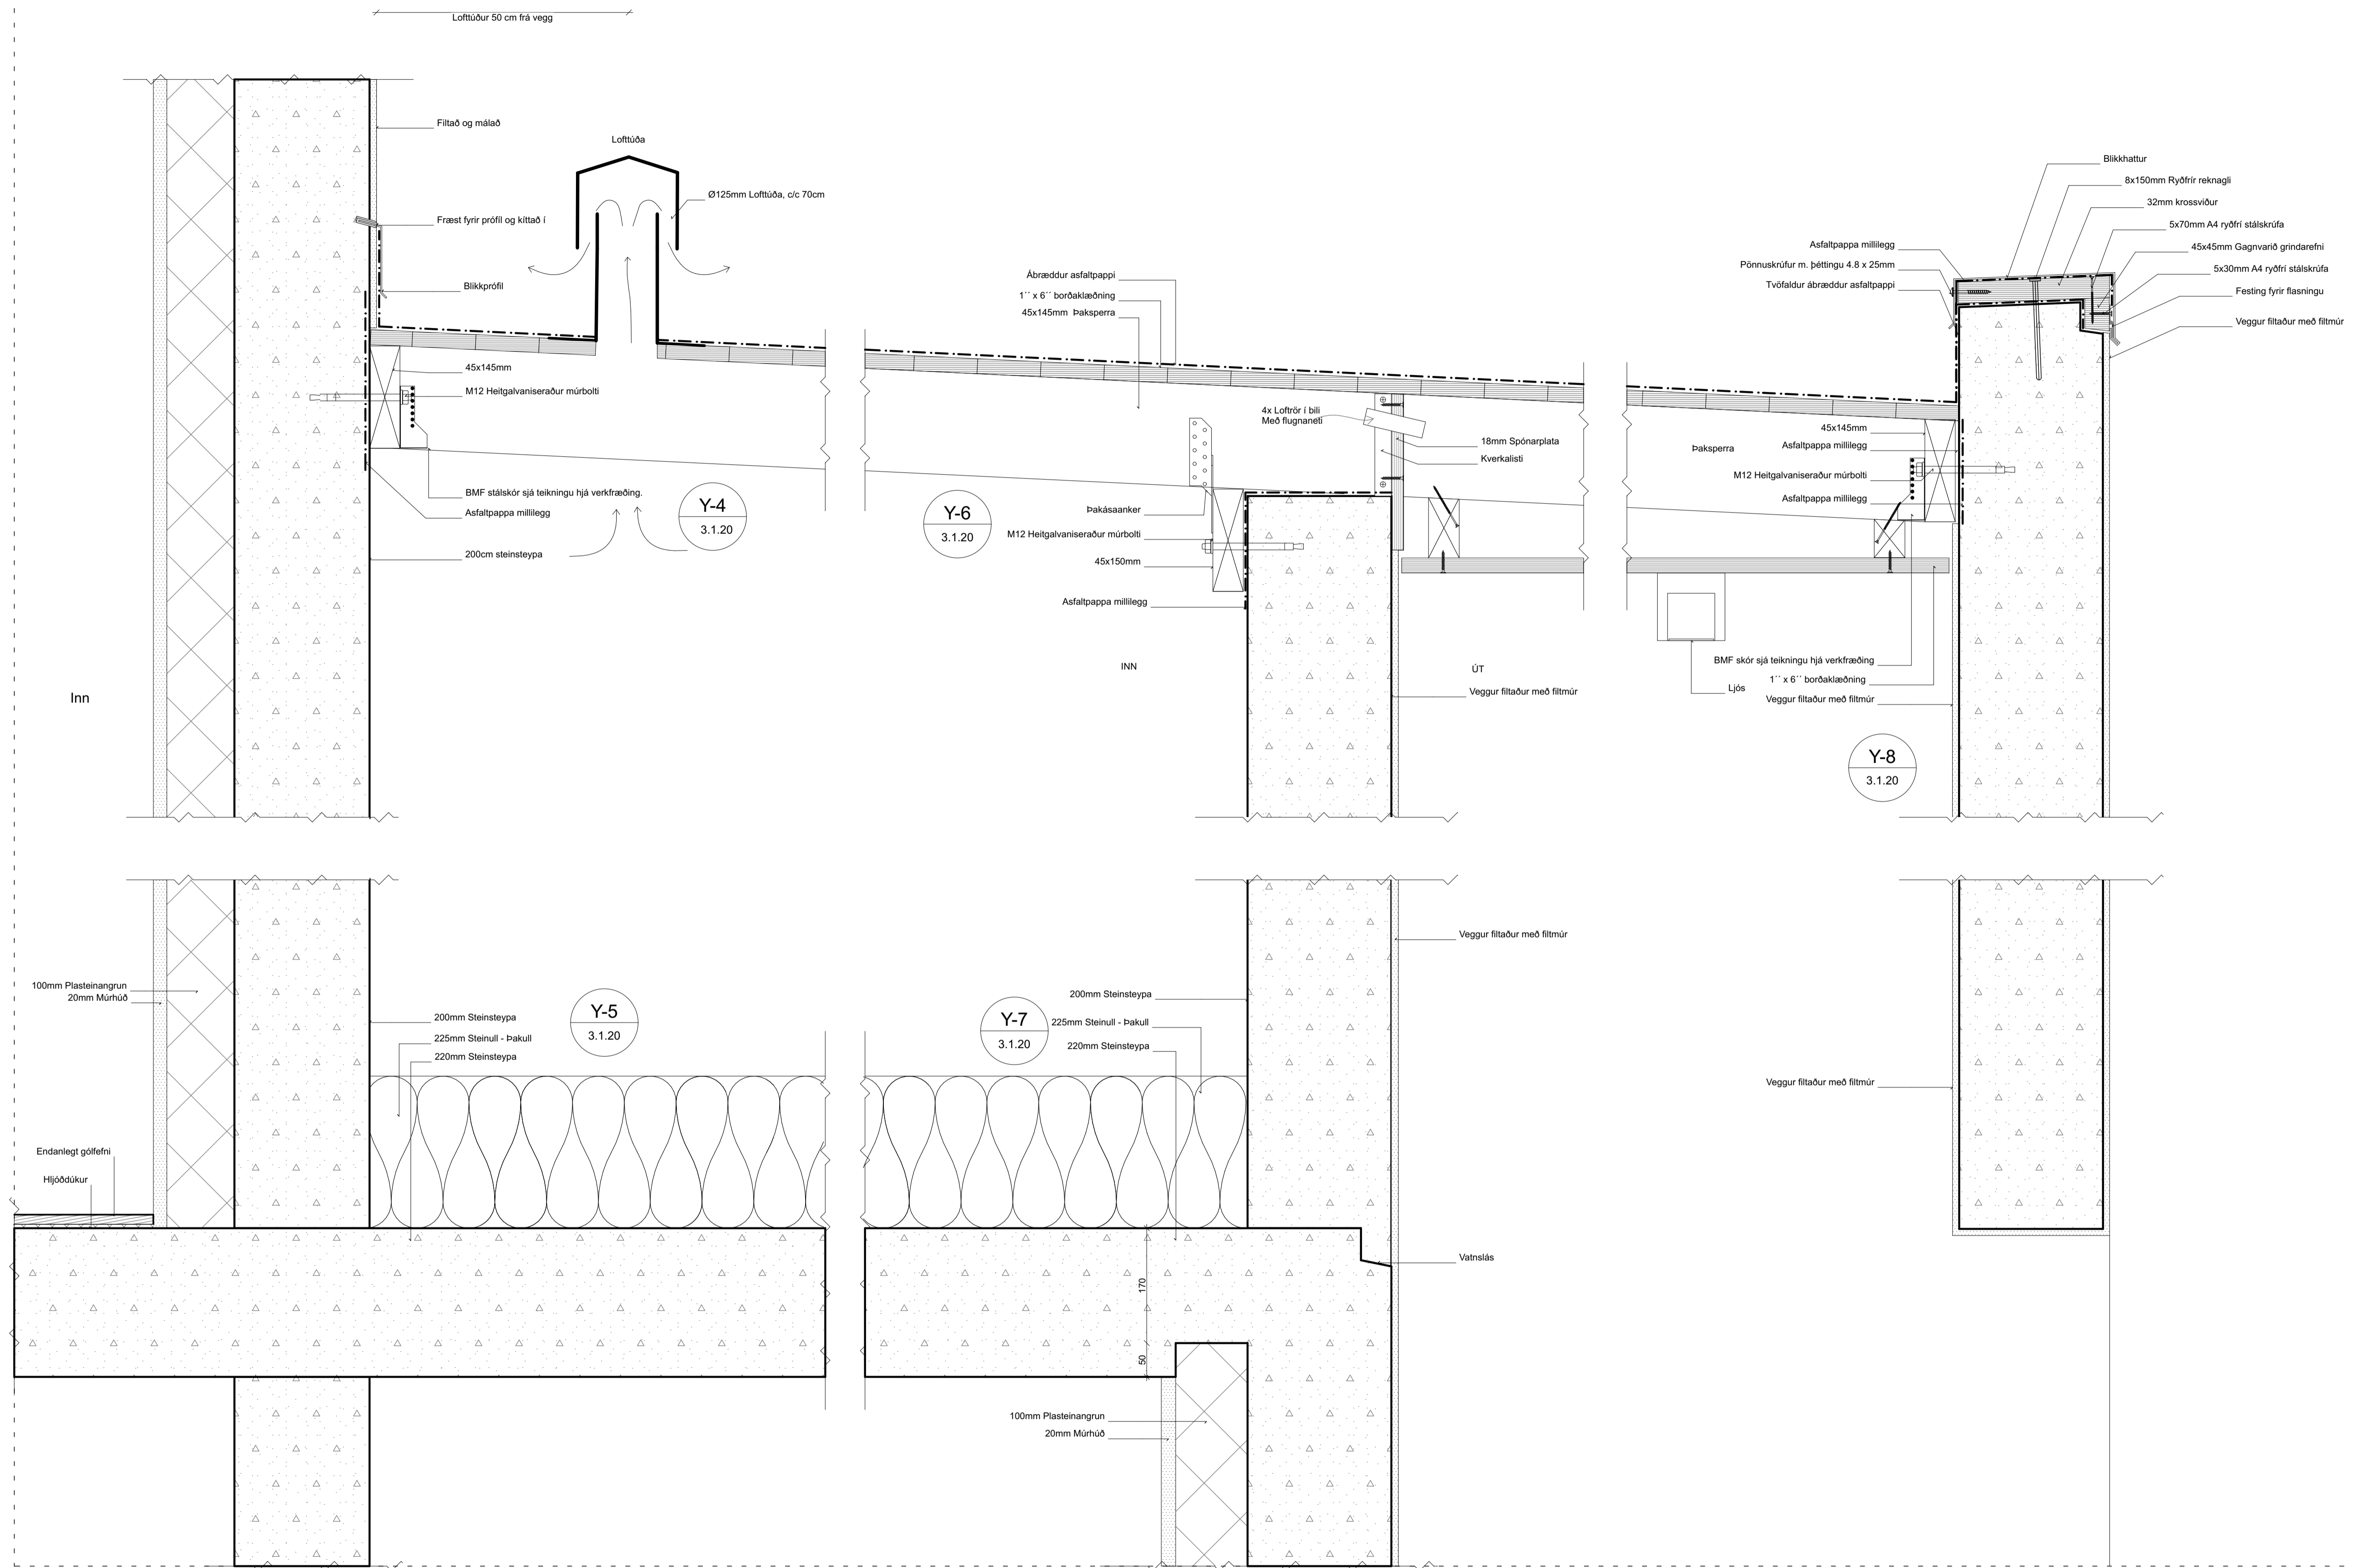 Lofttúður 50 cm frá vegg
Filtað og málað
Lofttúða
Ø125mm Lofttúða, c/c 70cm
Fræst fyrir prófíl og kíttað í
Blikkprófíl
45x145mm
M12 Heitgalvaniseraður múrbolti
BMF stálskór sjá teikningu hjá verkfræðing.
Asfaltpappa millilegg
200cm steinsteypa
Y-4
3.1.20
Inn
Ábræddur asfaltpappi
1´´ x 6´´ borðaklæðning
45x145mm Þaksperra
4x Loftrör í bili
Með flugnaneti
18mm Spónarplata
Kverkalisti
Y-6
3.1.20
Þakásaanker
M12 Heitgalvaniseraður múrbolti
45x150mm
Asfaltpappa millilegg
INN
ÚT
Veggur filtaður með filtmúr
Blikkhattur
8x150mm Ryðfrír reknagli
32mm krossviður
5x70mm A4 ryðfrí stálskrúfa
45x45mm Gagnvarið grindarefni
5x30mm A4 ryðfrí stálskrúfa
Festing fyrir flasningu
Veggur filtaður með filtmúr
Asfaltpappa millilegg
Pönnuskrúfur m. þéttingu 4.8 x 25mm
Tvöfaldur ábræddur asfaltpappi
45x145mm
Þaksperra
Asfaltpappa millilegg
M12 Heitgalvaniseraður múrbolti
Asfaltpappa millilegg
BMF skór sjá teikningu hjá verkfræðing
1´´ x 6´´ borðaklæðning
Ljós
Veggur filtaður með filtmúr
Y-8
3.1.20
100mm Plasteinangrun
20mm Múrhúð
200mm Steinsteypa
225mm Steinull - Þakull
220mm Steinsteypa
Y-5
3.1.20
Endanlegt gólfefni
Hljóðdúkur
Y-7
3.1.20
200mm Steinsteypa
225mm Steinull - Þakull
220mm Steinsteypa
Veggur filtaður með filtmúr
Vatnslás
170
50
100mm Plasteinangrun
20mm Múrhúð
Veggur filtaður með filtmúr